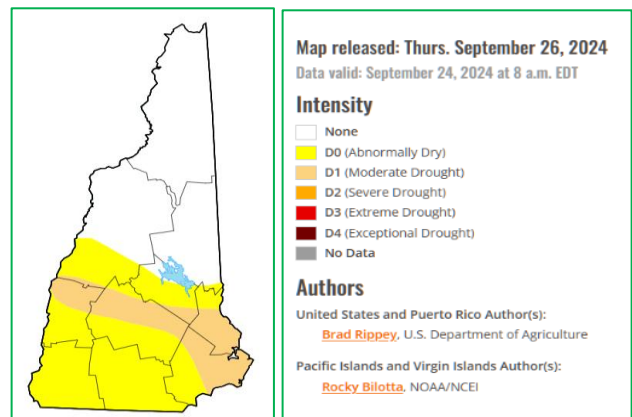 Map released: Thurs. September 26, 2024
Data valid: September 24, 2024 at 8 a.m. EDT
Intensity
None
D0 (Abnormally Dry)
D1 (Moderate Drought)
D2 (Severe Drought)
D3 (Extreme Drought)
D4 (Exceptional Drought)
No Data
Authors
United States and Puerto Rico Author(s):
Brad Rippey, U.S. Department of Agriculture
Pacific Islands and Virgin Islands Author(s):
Rocky Bilotta, NOAA/NCEI